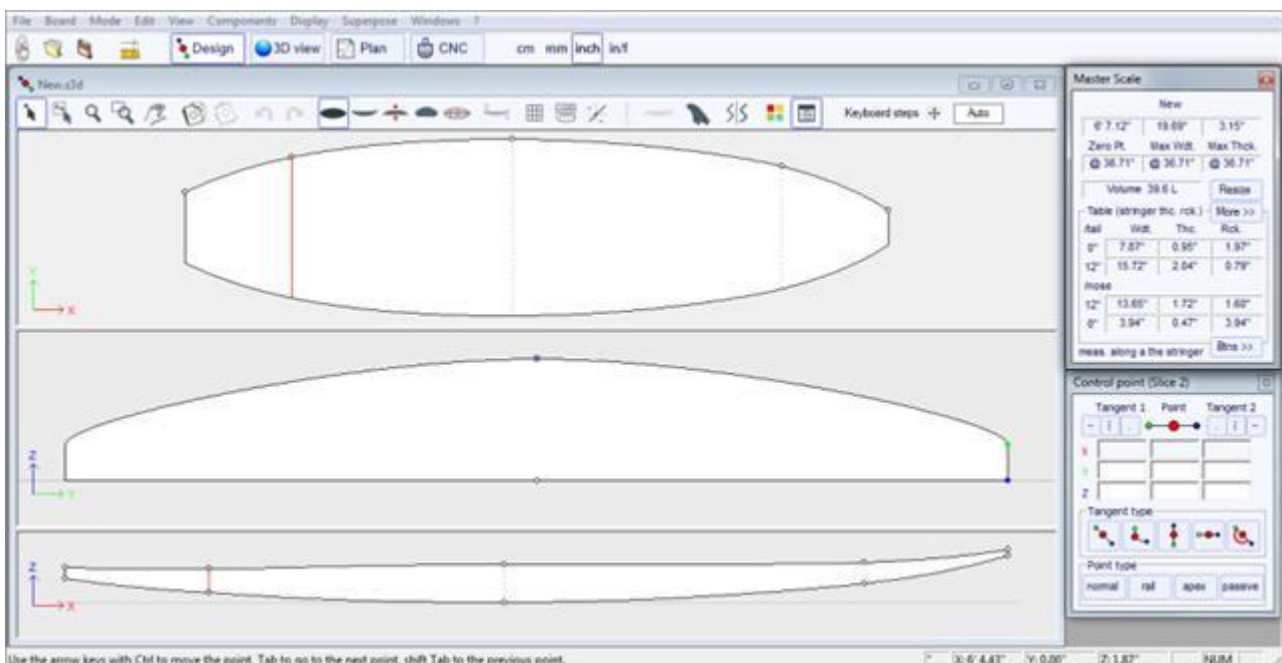 File Board Mode Edit View Components Display Superpose Windows ?
Design 3D view Plan CNC cm mm inch in/f
New.s3d
Keyboard steps Auto
Y
X
Z
Y
Z
X
Master Scale
New
6'7.12" 19.69" 3.15"
Zero Pt. Max Wdt. Max Thck.
@ 36.71" @ 36.71" @ 36.71"
Volume 39.6 L Resize
Table (stringer thc. rck.) More >>
/tail Wdt. Thc. Rck.
0" 7.87" 0.95" 1.97"
12" 15.72" 2.04" 0.79"
/nose
12" 13.65" 1.72" 1.60"
0" 3.94" 0.47" 3.94"
meas. along a the stringer Btns >>
Control point (Slice 2)
Tangent 1 Point Tangent 2
X
Y
Z
Tangent type
Point type
normal rail apex passive
Use the arrow keys with Ctrl to move the point, Tab to go to the next point, shift Tab to the previous point.
X:6' 4.43" Y:0.06" Z:1.87" NUM